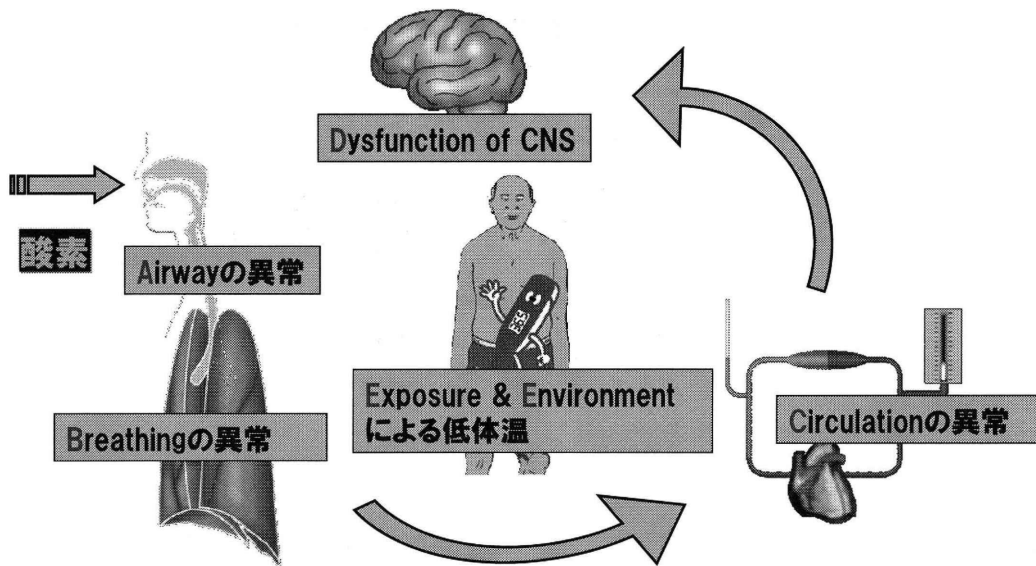 Dysfunction of CNS
酸素
Airwayの異常
Breathingの異常
Exposure & Environment
による低体温
Circulationの異常